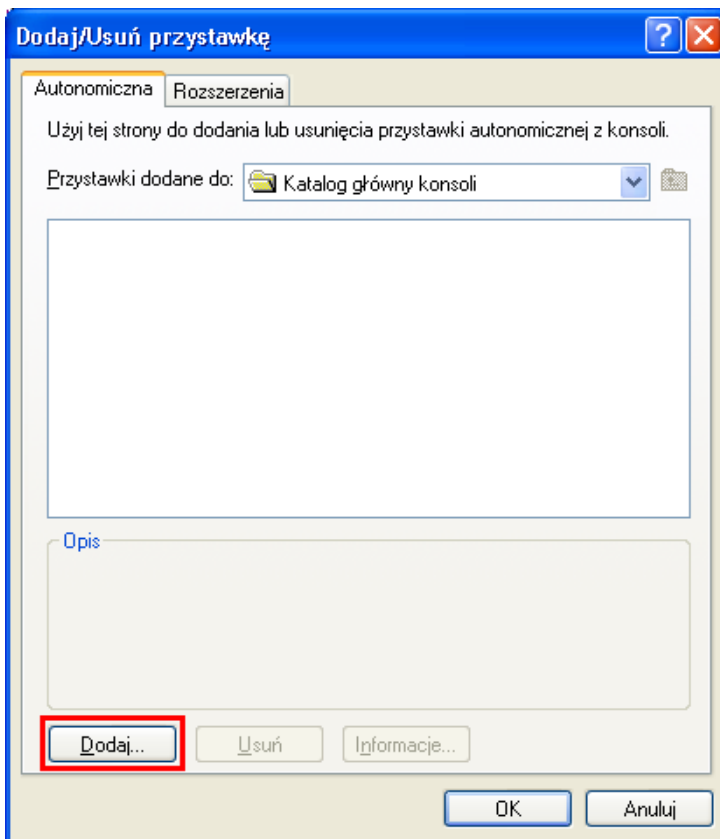 Dodaj/Usuń przystawkę
Autonomiczna Rozszerzenia
Użyj tej strony do dodania lub usunięcia przystawki autonomicznej z konsoli.
Przystawki dodane do: Katalog główny konsoli
Opis
Dodaj... Usuń Informacje...
OK Anuluj